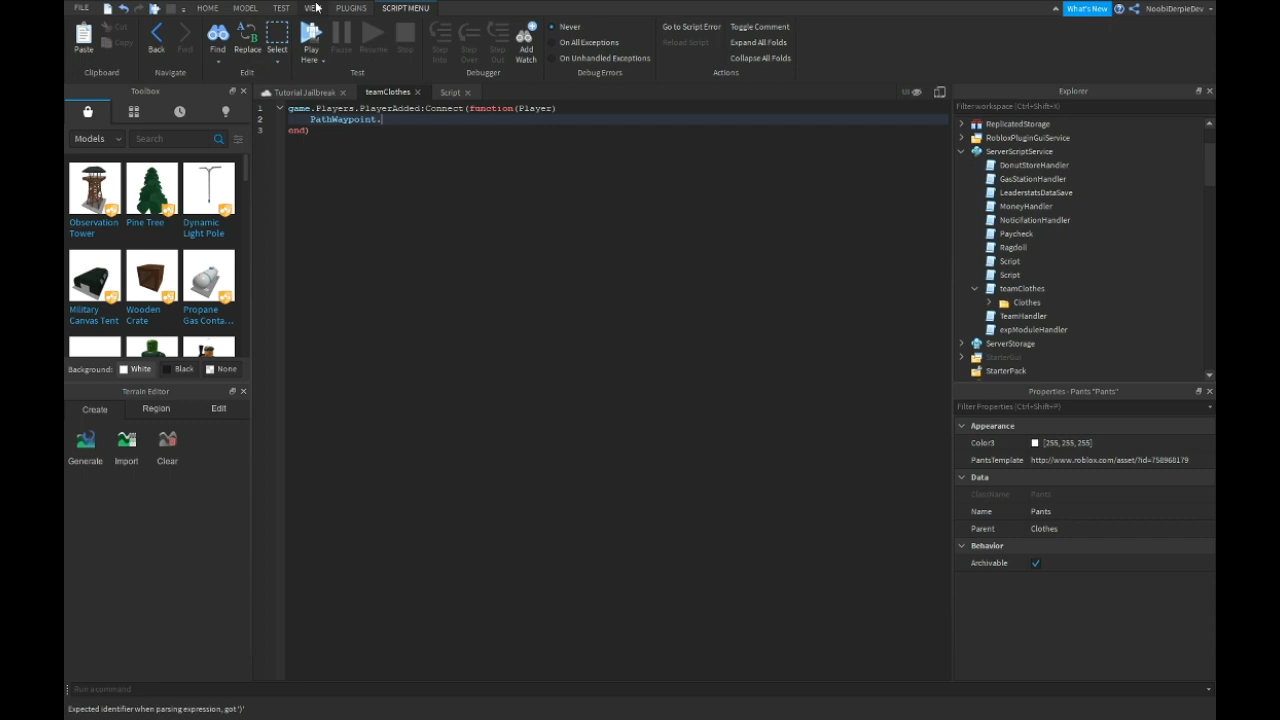 FILE
HOME
MODEL
TEST
VIEW
PLUGINS
SCRIPT MENU
What's New
NoobiDerpieDev
Paste
Cut
Copy
Clipboard
Back
Fwd
Navigate
Find
Replace
Select
Edit
Play
Here
Pause
Resume
Stop
Test
Step
Into
Step
Over
Step
Out
Add
Watch
Debugger
Never
On All Exceptions
On Unhandled Exceptions
Debug Errors
Go to Script Error
Reload Script
Toggle Comment
Expand All Folds
Collapse All Folds
Actions
Toolbox
Models
Search
Observation
Tower
Pine Tree
Dynamic
Light Pole
Military
Canvas Tent
Wooden
Crate
Propane
Gas Conta...
Background:
White
Black
None
Terrain Editor
Create
Region
Edit
Generate
Import
Clear
Tutorial Jailbreak
teamClothes
Script
UI
1 game.Players.PlayerAdded:Connect(function(Player)
2 PathWaypoint.
3 end)
Explorer
Filter workspace (Ctrl+Shift+X)
ReplicatedStorage
RobloxPluginGuiService
ServerScriptService
DonutStoreHandler
GasStationHandler
LeaderstatsDataSave
MoneyHandler
NoticifationHandler
Paycheck
Ragdoll
Script
Script
teamClothes
Clothes
TeamHandler
expModuleHandler
ServerStorage
StarterGui
StarterPack
Properties - Pants "Pants"
Filter Properties (Ctrl+Shift+P)
Appearance
Color3 [255, 255, 255]
PantsTemplate http://www.roblox.com/asset/?id=758968179
Data
ClassName Pants
Name Pants
Parent Clothes
Behavior
Archivable
Run a command
Expected identifier when parsing expression, got ')'